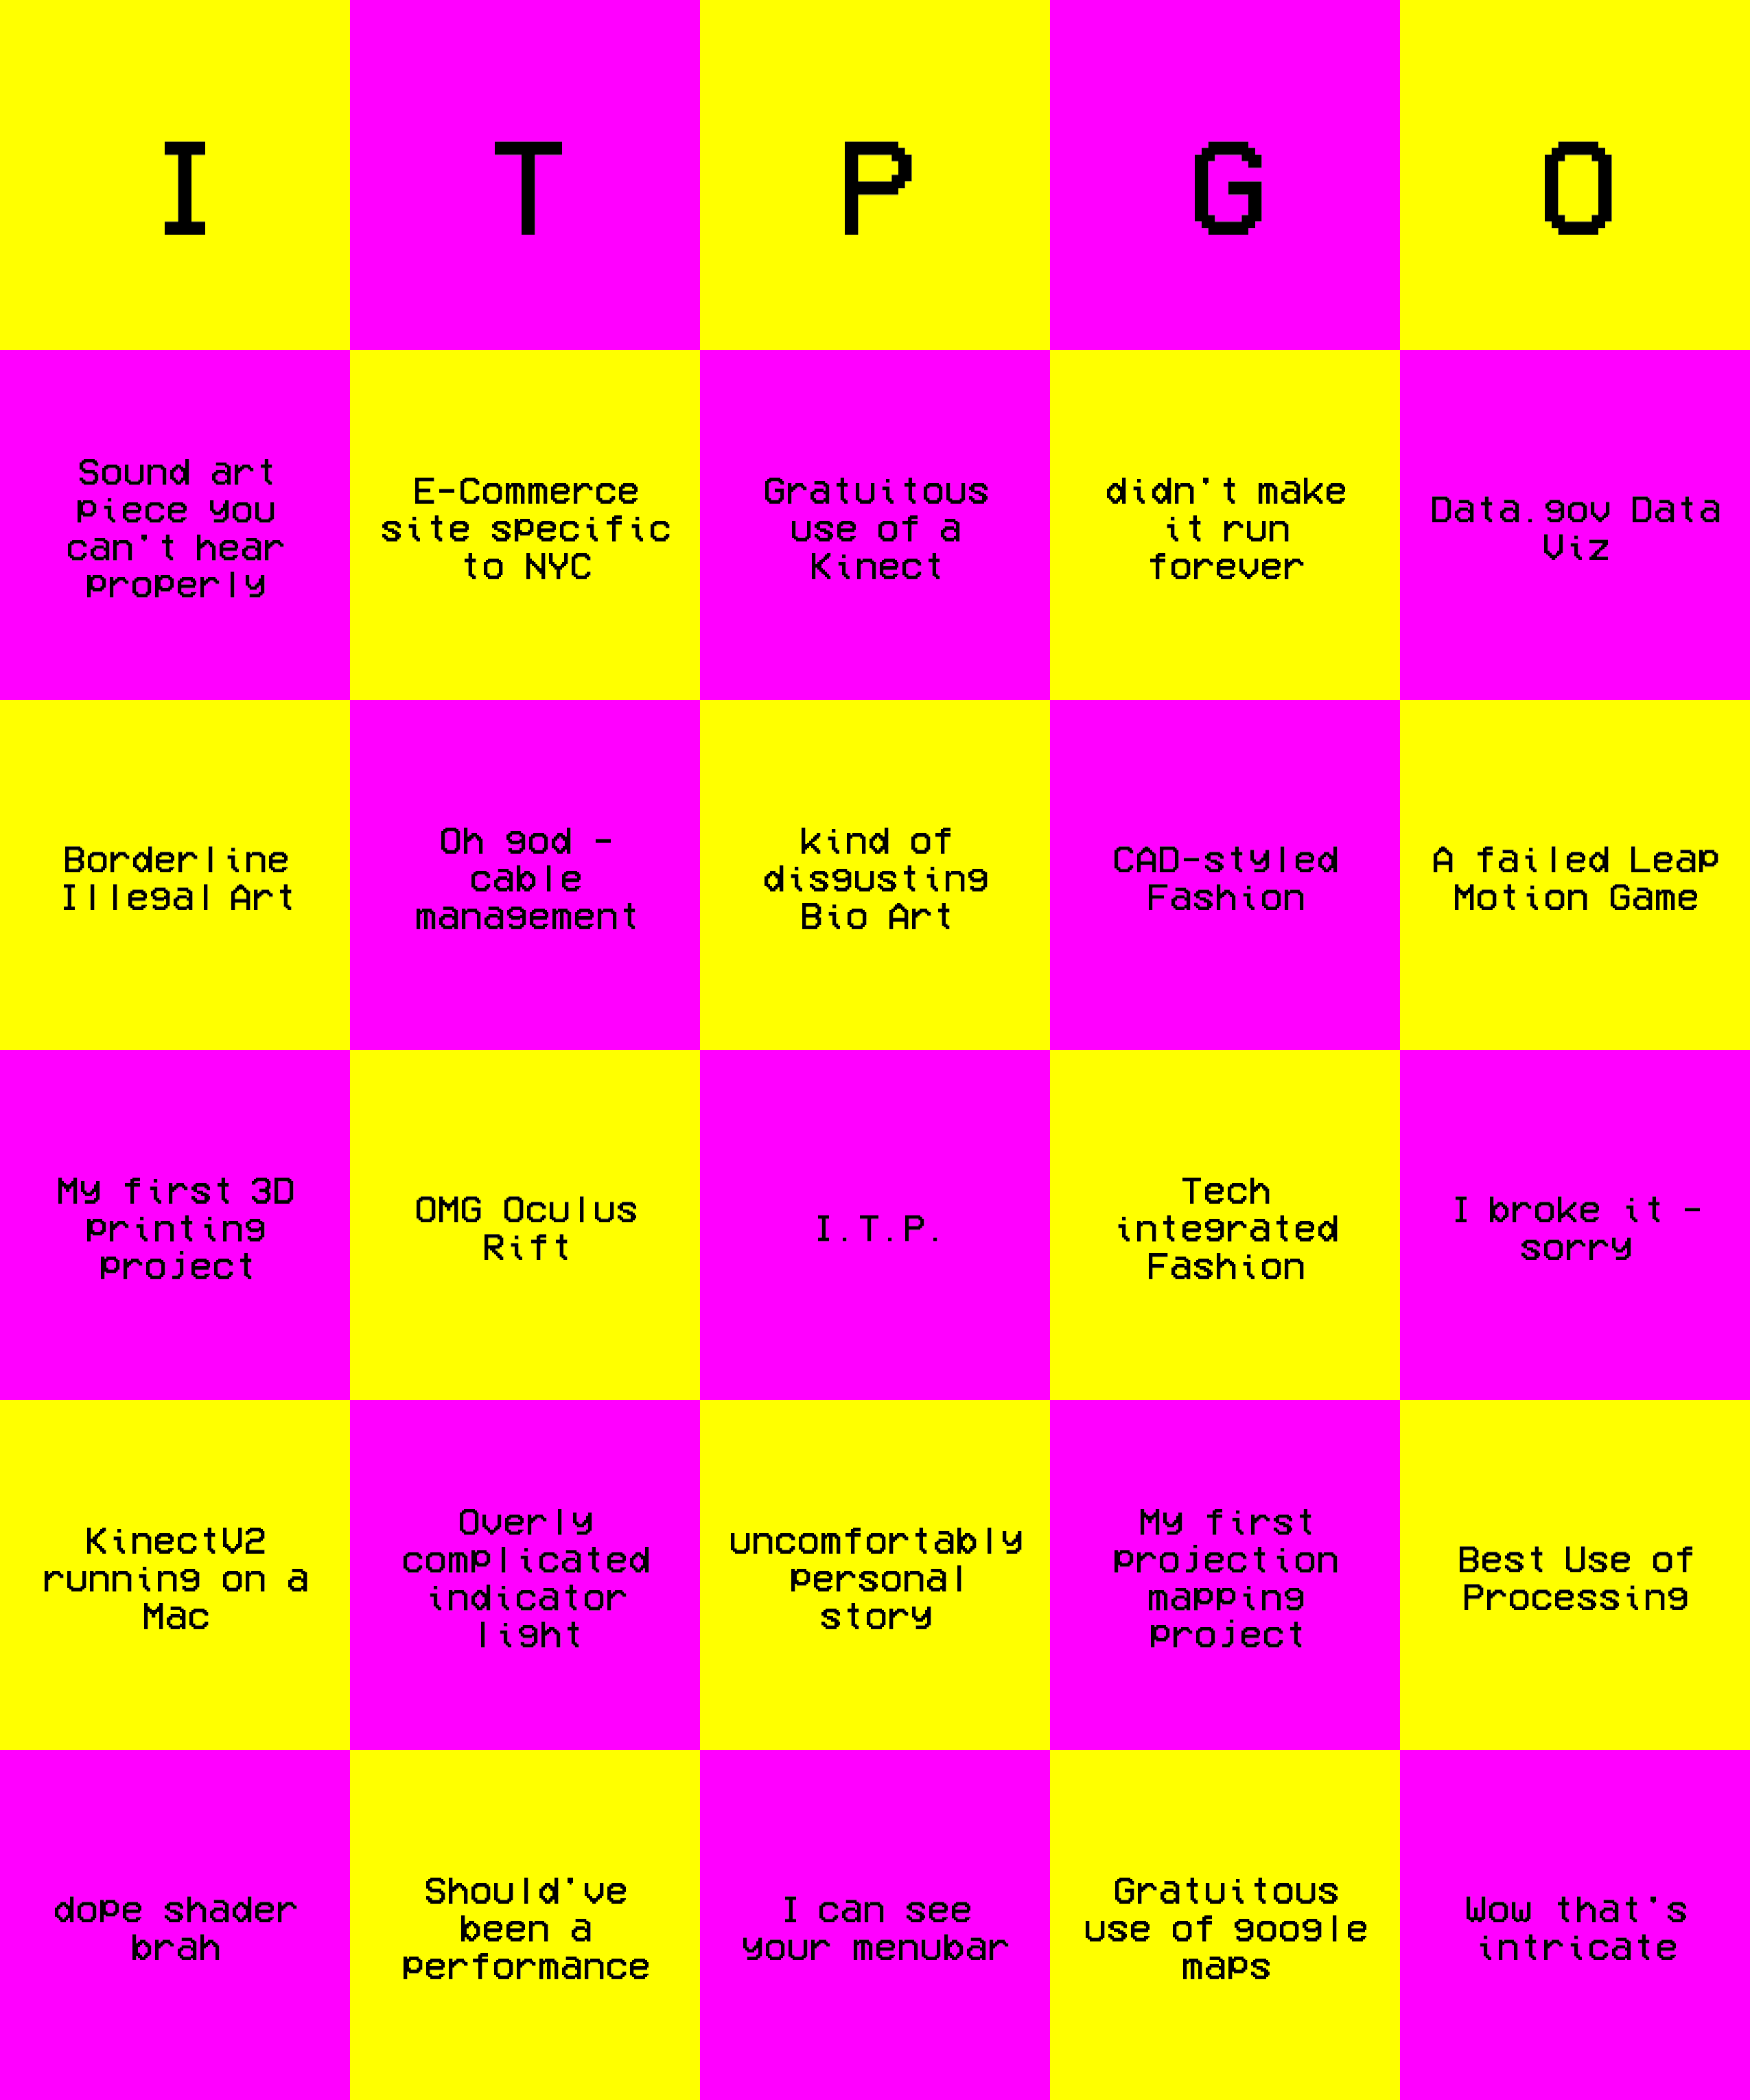 I T P G O
Sound art
piece you
can't hear
properly
E-Commerce
site specific
to NYC
Gratuitous
use of a
Kinect
didn't make
it run
forever
Data.gov Data
Viz
Borderline
Illegal Art
Oh god -
cable
management
kind of
disgusting
Bio Art
CAD-styled
Fashion
A failed Leap
Motion Game
My first 3D
printing
project
OMG Oculus
Rift
I.T.P.
Tech
integrated
Fashion
I broke it -
sorry
KinectV2
running on a
Mac
Overly
complicated
indicator
light
uncomfortably
personal
story
My first
projection
mapping
project
Best Use of
Processing
dope shader
brah
Should've
been a
performance
I can see
your menubar
Gratuitous
use of google
maps
Wow that's
intricate